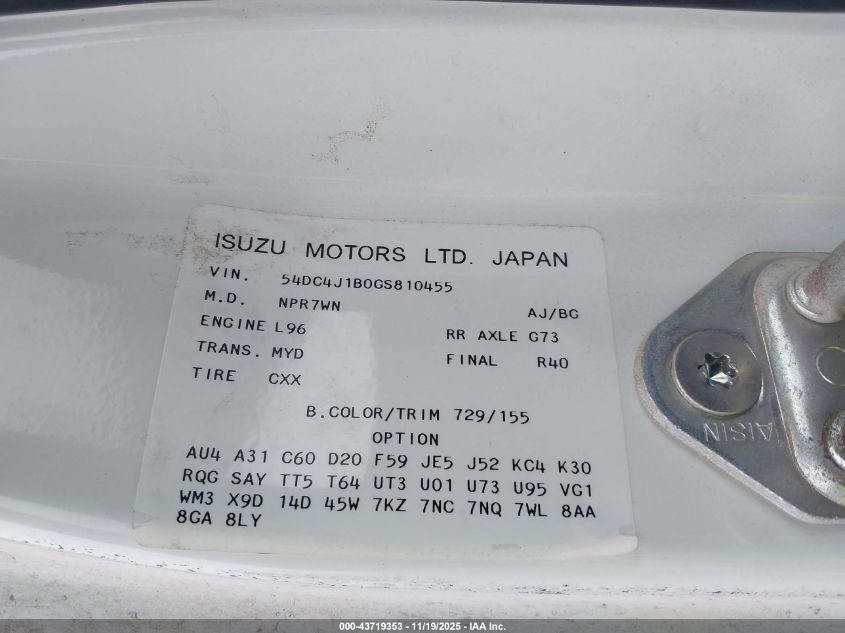 ISUZU MOTORS LTD. JAPAN
VIN. 54DC4J1B0GS810455
M.D. NPR7WN AJ/BG
ENGINE L96 RR AXLE G73
TRANS. MYD FINAL R40
TIRE CXX
B.COLOR/TRIM 729/155
OPTION
AU4 A31 C60 D20 F59 JE5 J52 KC4 K30
RQG SAY TT5 T64 UT3 U01 U73 U95 VG1
WM3 X9D 14D 45W 7KZ 7NC 7NQ 7WL 8AA
8GA 8LY
AISIN
000-43719353 - 11/19/2025 - IAA Inc.